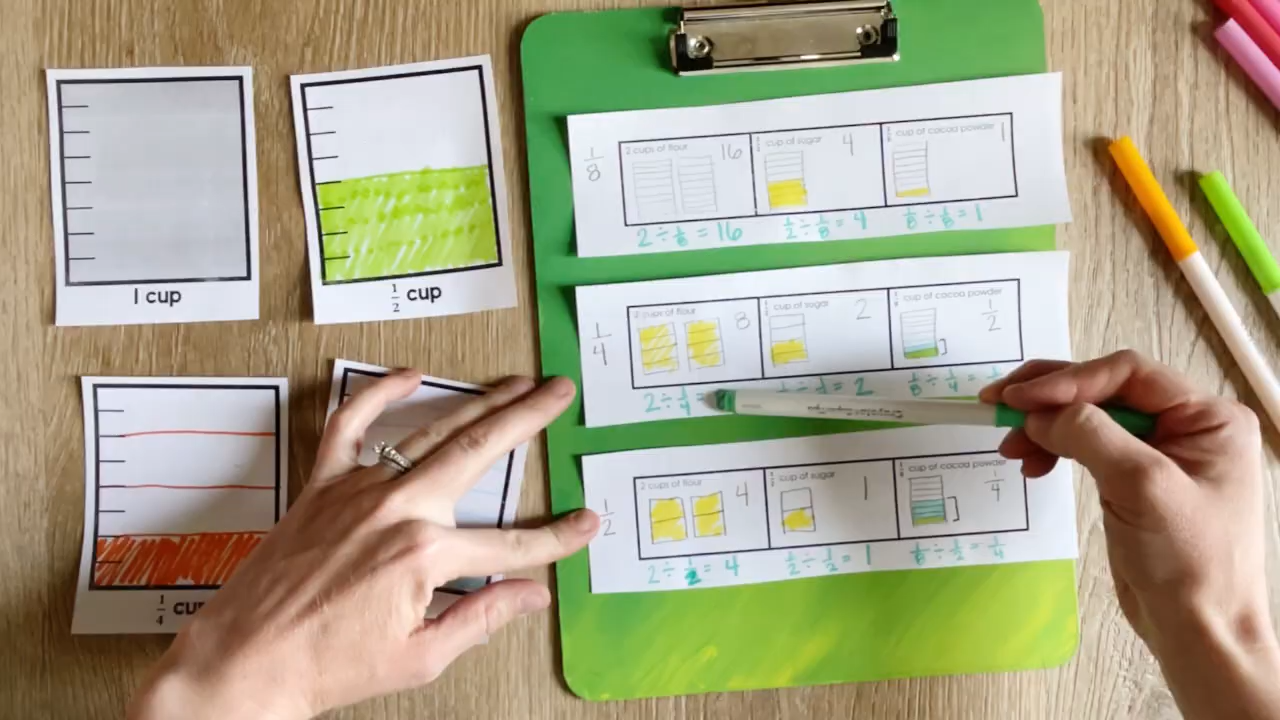 1 cup
1/2 cup
1/4 CU
1/8
2 cups of flour 16
1/2 cup of sugar 4
1/8 cup of cocoa powder 1
2 ÷ 1/8 = 16
1/2 ÷ 1/8 = 4
1/8 ÷ 1/8 = 1
1/4
2 cups of flour 8
1/2 cup of sugar 2
1/8 cup of cocoa powder 1/2
2 ÷ 1/4 =
= 2
1/8 ÷ 1/4 =
1/2
2 cups of flour 4
1/2 cup of sugar 1
1/8 cup of cocoa powder 1/4
2 ÷ 1/2 = 4
1/2 ÷ 1/2 = 1
1/8 ÷ 1/2 = 1/4
Crayola